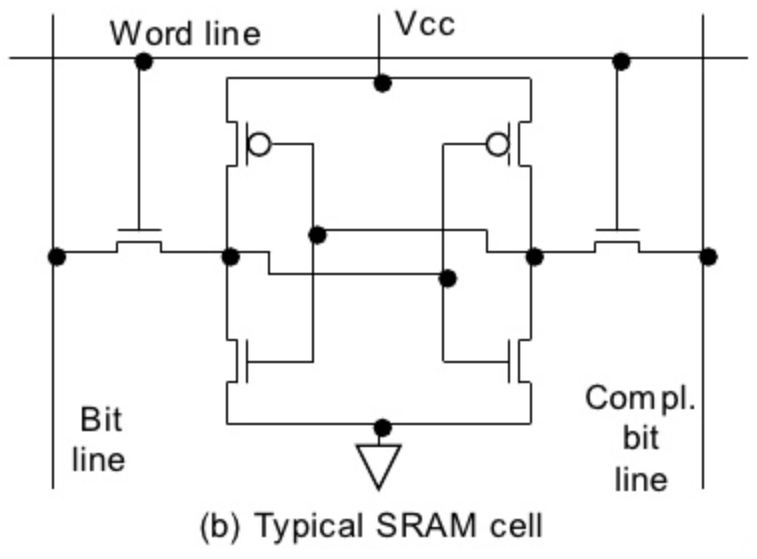 Word line
Vcc
Bit
line
Compl.
bit
line
(b) Typical SRAM cell